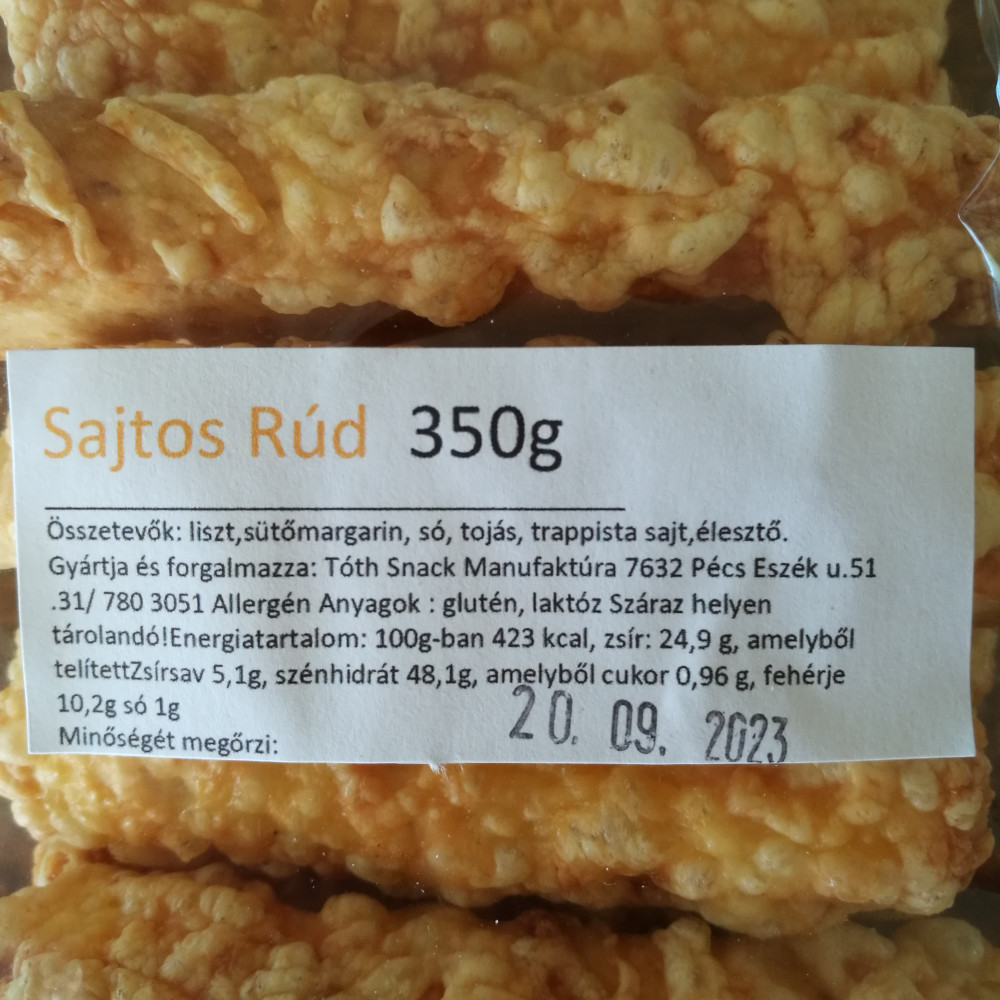 Sajtos Rúd 350g
Összetevők: liszt,sütőmargarin, só, tojás, trappista sajt,élesztő.
Gyártja és forgalmazza: Tóth Snack Manufaktúra 7632 Pécs Eszék u.51
.31/ 780 3051 Allergén Anyagok : glutén, laktóz Száraz helyen
tárolandó!Energiatartalom: 100g-ban 423 kcal, zsír: 24,9 g, amelyből
telítettZsírsav 5,1g, szénhidrát 48,1g, amelyből cukor 0,96 g, fehérje
10,2g só 1g
Minőségét megőrzi: 20. 09. 2023